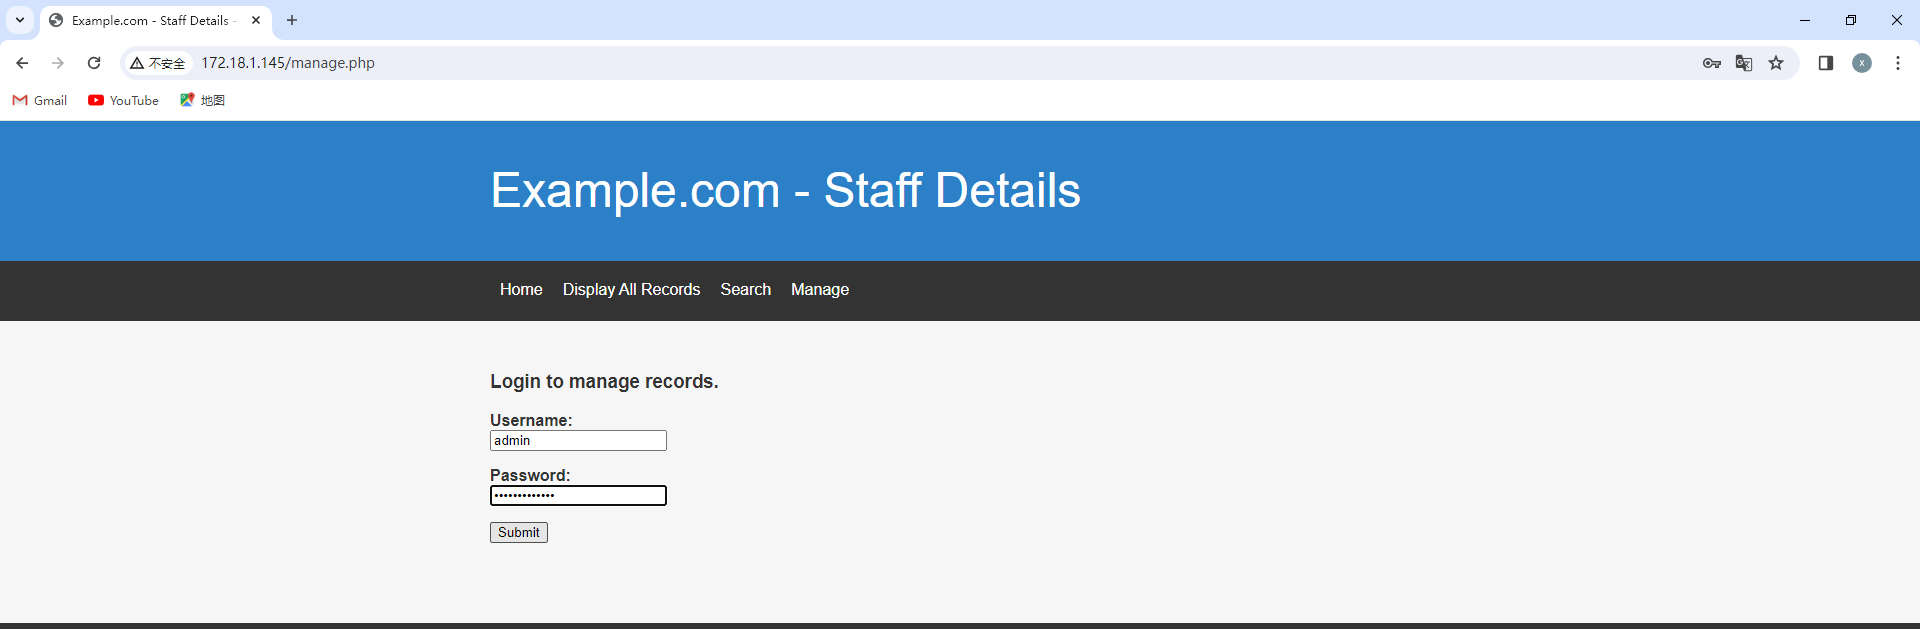 Example.com - Staff Details -
不安全 172.18.1.145/manage.php
x
Gmail YouTube 地图
Example.com - Staff Details
Home Display All Records Search Manage
Login to manage records.
Username:
admin
Password:
•••••••••••••
Submit